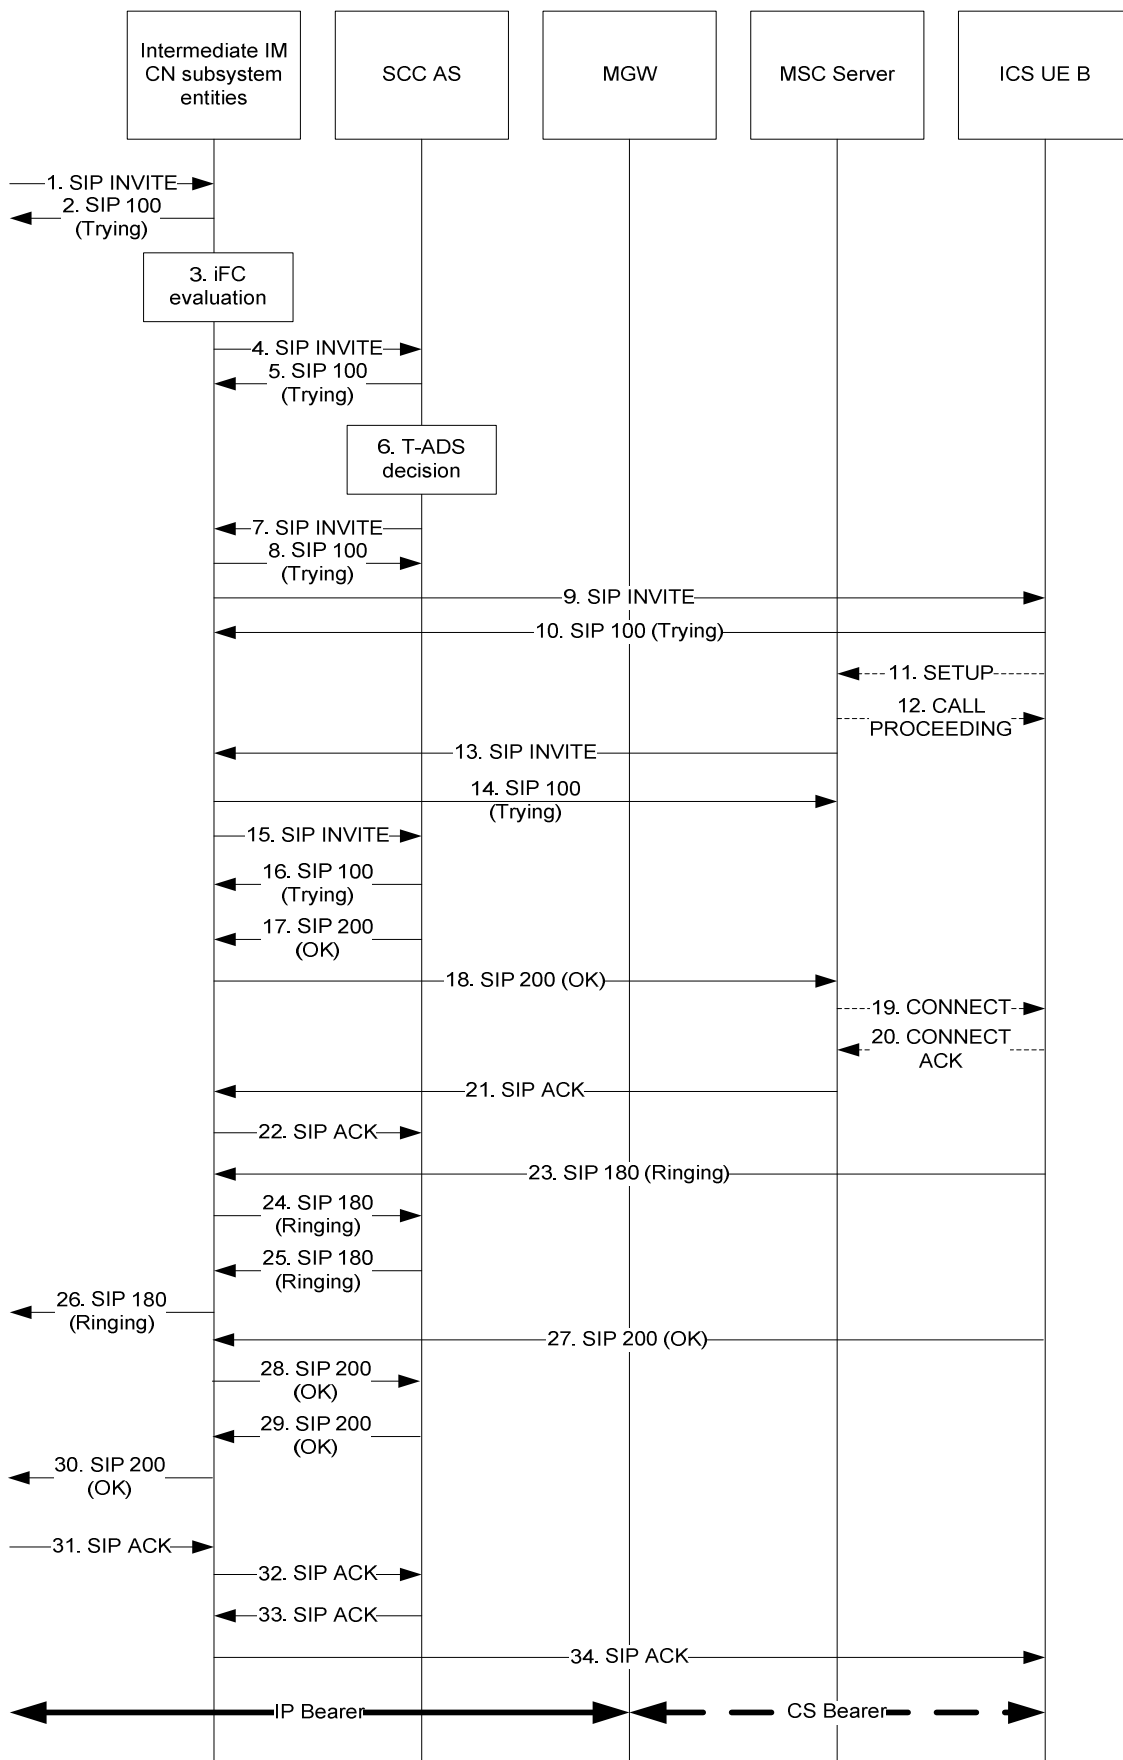 Intermediate IM
CN subsystem
entities
SCC AS
MGW
MSC Server
ICS UE B
1. SIP INVITE
2. SIP 100
(Trying)
3. iFC
evaluation
4. SIP INVITE
5. SIP 100
(Trying)
6. T-ADS
decision
7. SIP INVITE
8. SIP 100
(Trying)
9. SIP INVITE
10. SIP 100 (Trying)
11. SETUP
12. CALL
PROCEEDING
13. SIP INVITE
14. SIP 100
(Trying)
15. SIP INVITE
16. SIP 100
(Trying)
17. SIP 200
(OK)
18. SIP 200 (OK)
19. CONNECT
20. CONNECT
ACK
21. SIP ACK
22. SIP ACK
23. SIP 180 (Ringing)
24. SIP 180
(Ringing)
25. SIP 180
(Ringing)
26. SIP 180
(Ringing)
27. SIP 200 (OK)
28. SIP 200
(OK)
29. SIP 200
(OK)
30. SIP 200
(OK)
31. SIP ACK
32. SIP ACK
33. SIP ACK
34. SIP ACK
IP Bearer
CS Bearer